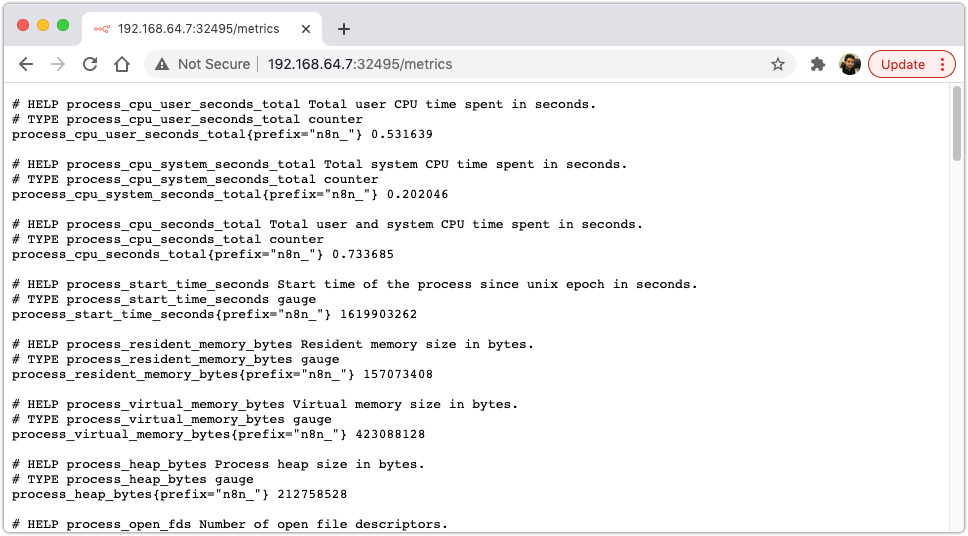 192.168.64.7:32495/metrics
Not Secure
192.168.64.7:32495/metrics
Update
# HELP process_cpu_user_seconds_total Total user CPU time spent in seconds.
# TYPE process_cpu_user_seconds_total counter
process_cpu_user_seconds_total{prefix="n8n_"} 0.531639
# HELP process_cpu_system_seconds_total Total system CPU time spent in seconds.
# TYPE process_cpu_system_seconds_total counter
process_cpu_system_seconds_total{prefix="n8n_"} 0.202046
# HELP process_cpu_seconds_total Total user and system CPU time spent in seconds.
# TYPE process_cpu_seconds_total counter
process_cpu_seconds_total{prefix="n8n_"} 0.733685
# HELP process_start_time_seconds Start time of the process since unix epoch in seconds.
# TYPE process_start_time_seconds gauge
process_start_time_seconds{prefix="n8n_"} 1619903262
# HELP process_resident_memory_bytes Resident memory size in bytes.
# TYPE process_resident_memory_bytes gauge
process_resident_memory_bytes{prefix="n8n_"} 157073408
# HELP process_virtual_memory_bytes Virtual memory size in bytes.
# TYPE process_virtual_memory_bytes gauge
process_virtual_memory_bytes{prefix="n8n_"} 423088128
# HELP process_heap_bytes Process heap size in bytes.
# TYPE process_heap_bytes gauge
process_heap_bytes{prefix="n8n_"} 212758528
# HELP process_open_fds Number of open file descriptors.